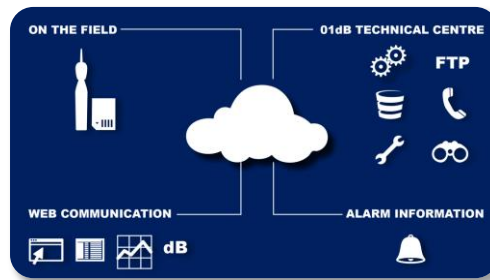 ON THE FIELD
01dB TECHNICAL CENTRE
FTP
WEB COMMUNICATION
dB
ALARM INFORMATION